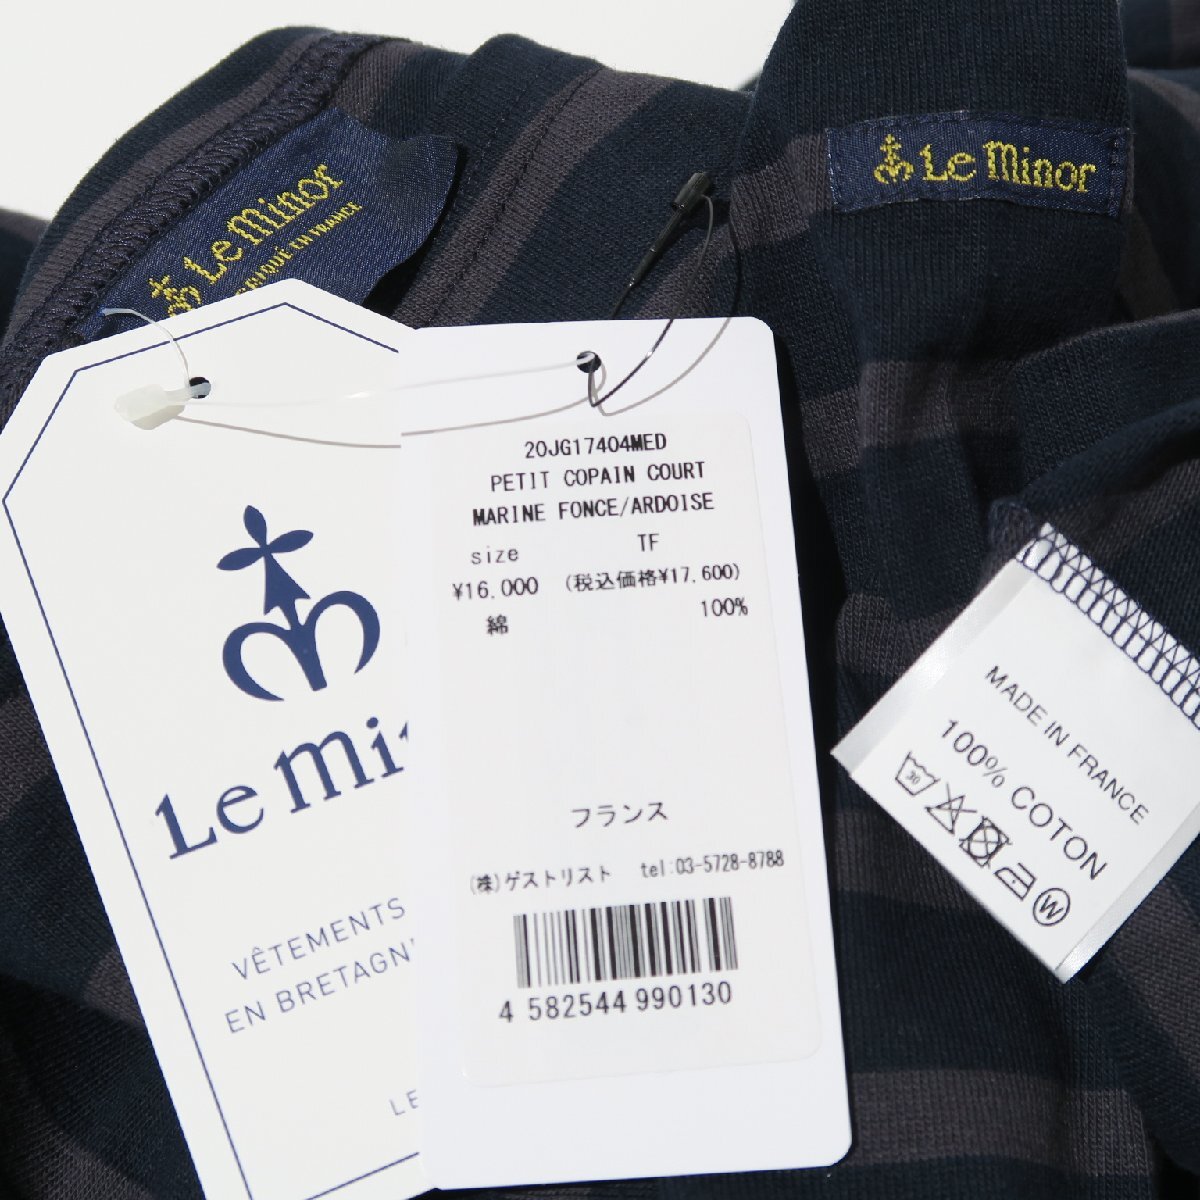 Le Minor
EN FRANCE
Le Minor
20JG17404MED
PETIT COPAIN COURT
MARINE FONCE/ARDOISE
size TF
¥16,000 (税込価格¥17,600)
綿 100%
フランス
(株)ゲストリスト tel:03-5728-8788
4 582544 990130
Le Mi
VÊTEMENTS
EN BRETAGN
LE
MADE IN FRANCE
100% COTON
30
W